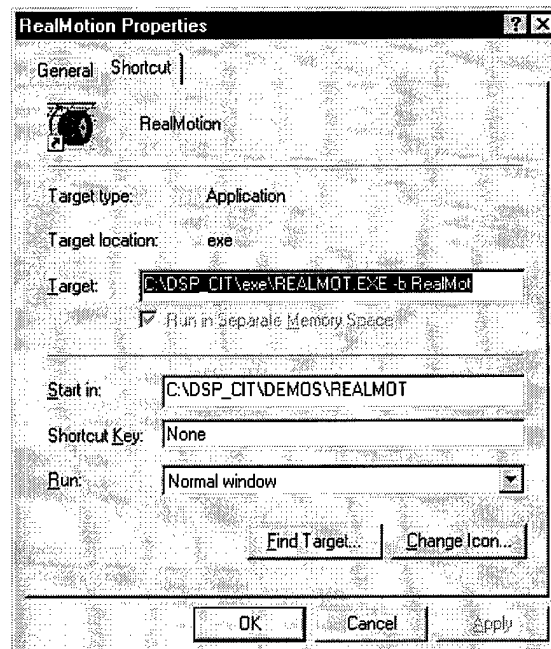 RealMotion Properties
General Shortcut
RealMotion
Target type: Application
Target location: exe
Target: C:\DSP_CIT\exe\REALMOT.EXE -b RealMot
Run in Separate Memory Space
Start in: C:\DSP_CIT\DEMOS\REALMOT
Shortcut Key: None
Run: Normal window
Find Target... Change Icon...
OK Cancel Apply